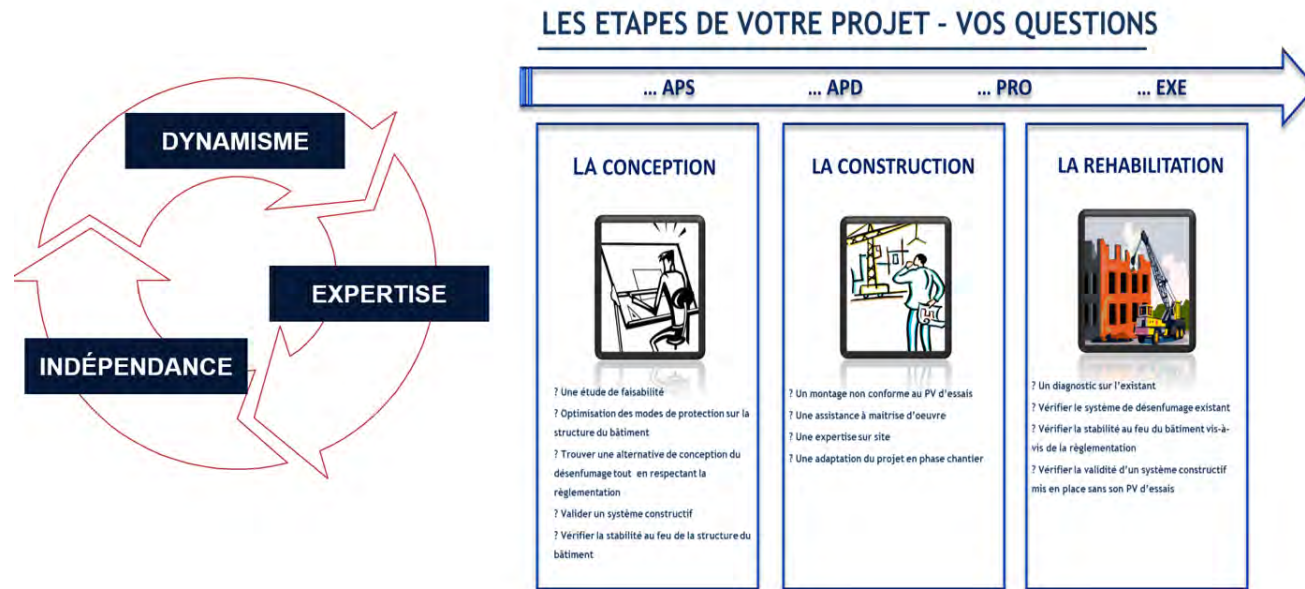 DYNAMISME
EXPERTISE
INDÉPENDANCE
LES ETAPES DE VOTRE PROJET - VOS QUESTIONS
... APS
... APD
... PRO
... EXE
LA CONCEPTION
? Une étude de faisabilité
? Optimisation des modes de protection sur la
structure du bâtiment
? Trouver une alternative de conception du
désenfumage tout en respectant la
règlementation
? Valider un système constructif
? Vérifier la stabilité au feu de la structure du
bâtiment
LA CONSTRUCTION
? Un montage non conforme au PV d'essais
? Une assistance à maitrise d'oeuvre
? Une expertise sur site
? Une adaptation du projet en phase chantier
LA REHABILITATION
? Un diagnostic sur l'existant
? Vérifier le système de désenfumage existant
? Vérifier la stabilité au feu du bâtiment vis-à-
vis de la règlementation
? Vérifier la validité d'un système constructif
mis en place sans son PV d'essais